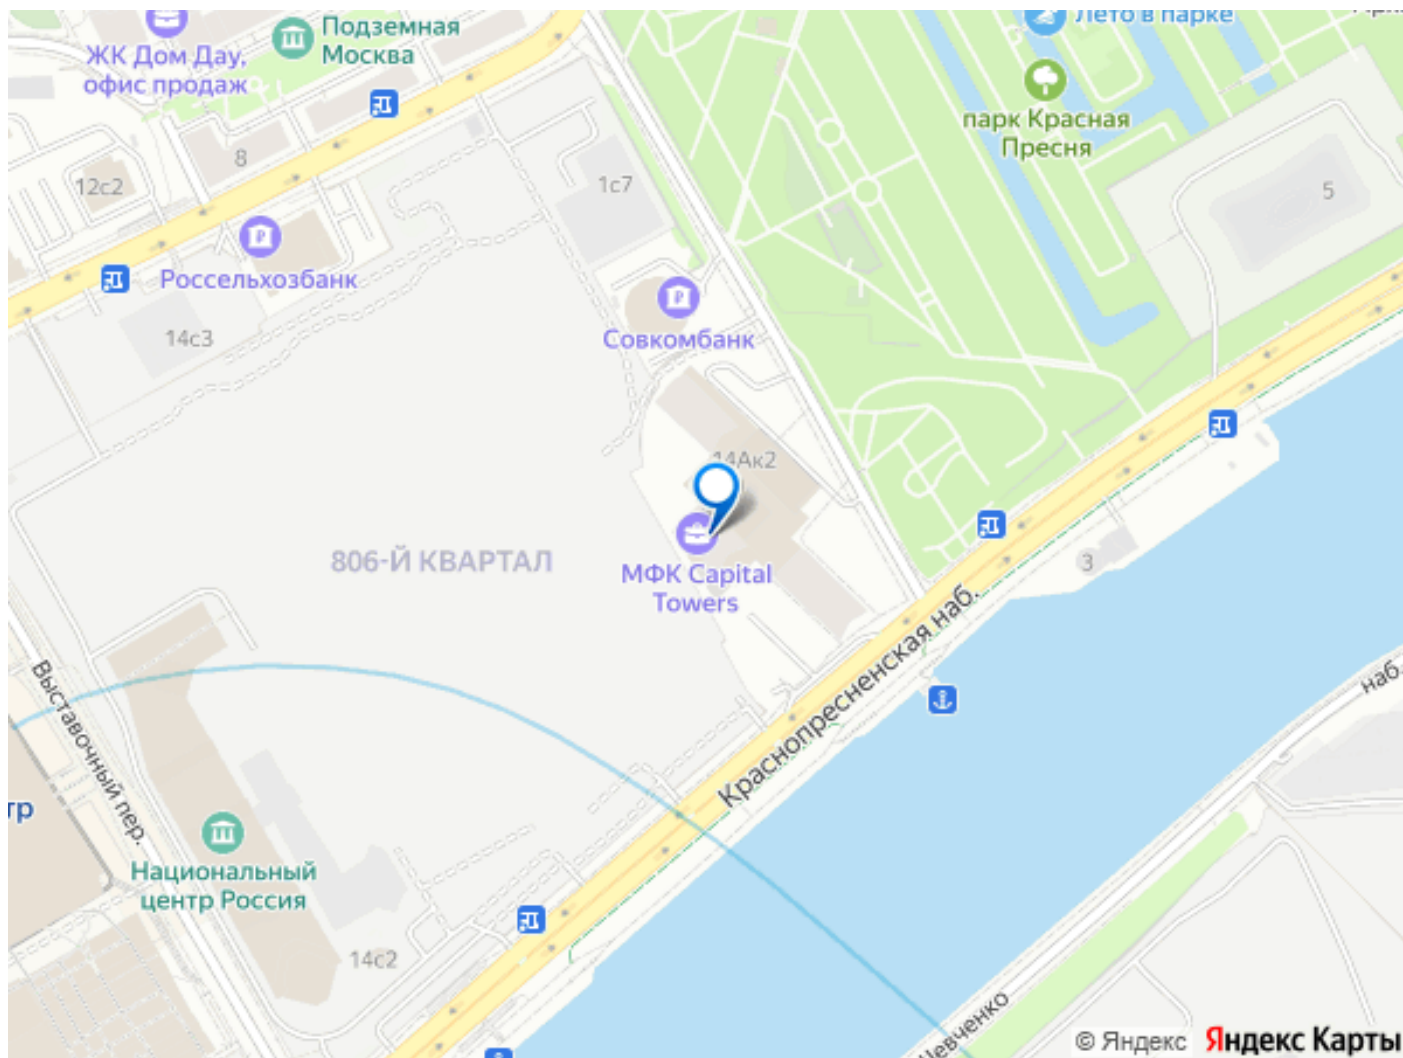 Подземная
Москва
ЖК Дом Дау,
офис продаж
Лето в парке
парк Красная
Пресня
8
12с2
1с7
5
Россельхозбанк
14с3
Совкомбанк
14Ак2
806-Й КВАРТАЛ
МФК Capital
Towers
3
Краснопресненская наб.
наб.
Выставочный пер.
тр
Национальный
центр Россия
14с2
Шевченко
© Яндекс Яндекс Карты